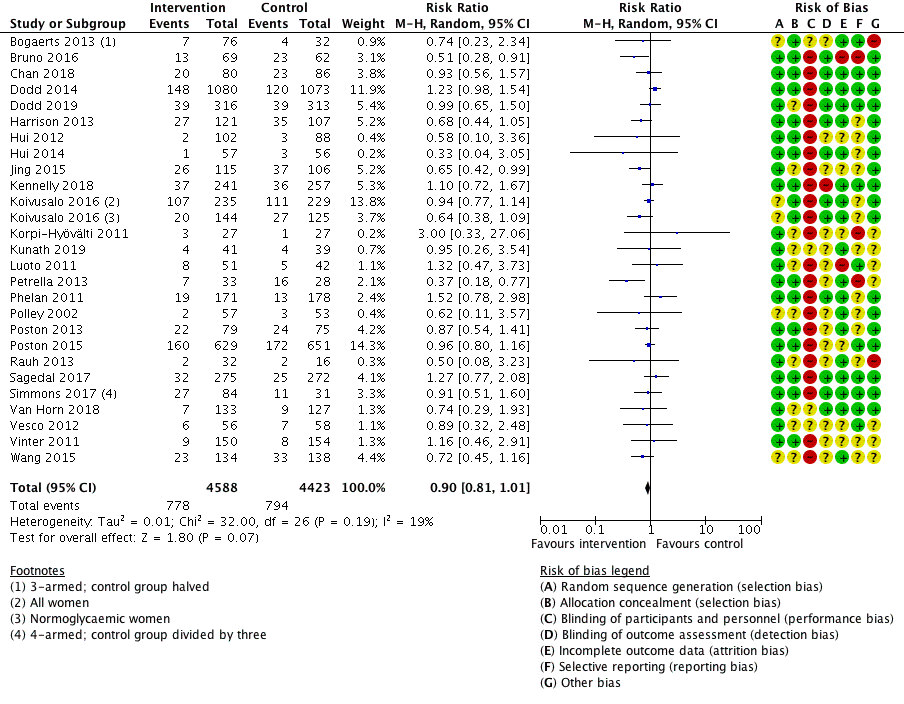 Intervention Control Risk Ratio Risk Ratio Risk of Bias
Study or Subgroup Events Total Events Total Weight M-H, Random, 95% CI M-H, Random, 95% CI A B C D E F G
Bogaerts 2013 (1) 7 76 4 32 0.9% 0.74 [0.23, 2.34] ? + ? ? + + −
Bruno 2016 13 69 23 62 3.1% 0.51 [0.28, 0.91] + + − + − − +
Chan 2018 20 80 23 86 3.8% 0.93 [0.56, 1.57] + + − + + + +
Dodd 2014 148 1080 120 1073 11.9% 1.23 [0.98, 1.54] + + − + + + +
Dodd 2019 39 316 39 313 5.4% 0.99 [0.65, 1.50] + ? − + + + +
Harrison 2013 27 121 35 107 4.9% 0.68 [0.44, 1.05] + + − + + ? +
Hui 2012 2 102 3 88 0.4% 0.58 [0.10, 3.36] + + − ? ? ? +
Hui 2014 1 57 3 56 0.2% 0.33 [0.04, 3.05] + + − + + ? +
Jing 2015 26 115 37 106 5.1% 0.65 [0.42, 0.99] + ? − ? ? ? +
Kennelly 2018 37 241 36 257 5.3% 1.10 [0.72, 1.67] + + − − + + +
Koivusalo 2016 (2) 107 235 111 229 13.8% 0.94 [0.77, 1.14] ? + − + + ? +
Koivusalo 2016 (3) 20 144 27 125 3.7% 0.64 [0.38, 1.09] ? + − + + ? +
Korpi-Hyövälti 2011 3 27 1 27 0.2% 3.00 [0.33, 27.06] + ? − ? ? − ?
Kunath 2019 4 41 4 39 0.7% 0.95 [0.26, 3.54] + ? ? ? + ? ?
Luoto 2011 8 51 5 42 1.1% 1.32 [0.47, 3.73] + ? − + − + ?
Petrella 2013 7 33 16 28 2.0% 0.37 [0.18, 0.77] + ? − ? + − ?
Phelan 2011 19 171 13 178 2.4% 1.52 [0.78, 2.98] + + − + + + ?
Polley 2002 2 57 3 53 0.4% 0.62 [0.11, 3.57] ? ? − ? + ? ?
Poston 2013 22 79 24 75 4.1% 0.87 [0.54, 1.41] + + − ? + + +
Poston 2015 160 629 172 651 14.3% 0.96 [0.80, 1.16] + + − + ? ? +
Rauh 2013 2 32 2 16 0.4% 0.50 [0.08, 3.23] + ? − ? + ? −
Sagedal 2017 32 275 25 272 4.1% 1.27 [0.77, 2.08] + + − + + + +
Simmons 2017 (4) 27 84 11 31 3.3% 0.91 [0.51, 1.60] + + − + + + +
Van Horn 2018 7 133 9 127 1.3% 0.74 [0.29, 1.93] + ? ? + + + +
Vesco 2012 6 56 7 58 1.2% 0.89 [0.32, 2.48] + ? ? ? ? + ?
Vinter 2011 9 150 8 154 1.4% 1.16 [0.46, 2.91] + + − + ? ? ?
Wang 2015 23 134 33 138 4.4% 0.72 [0.45, 1.16] ? ? − ? + ? ?
Total (95% CI) 4588 4423 100.0% 0.90 [0.81, 1.01]
Total events 778 794
Heterogeneity: Tau² = 0.01; Chi² = 32.00, df = 26 (P = 0.19); I² = 19%
Test for overall effect: Z = 1.80 (P = 0.07)
0.01 0.1 1 10 100
Favours intervention Favours control
Footnotes
(1) 3-armed; control group halved
(2) All women
(3) Normoglycaemic women
(4) 4-armed; control group divided by three
Risk of bias legend
(A) Random sequence generation (selection bias)
(B) Allocation concealment (selection bias)
(C) Blinding of participants and personnel (performance bias)
(D) Blinding of outcome assessment (detection bias)
(E) Incomplete outcome data (attrition bias)
(F) Selective reporting (reporting bias)
(G) Other bias